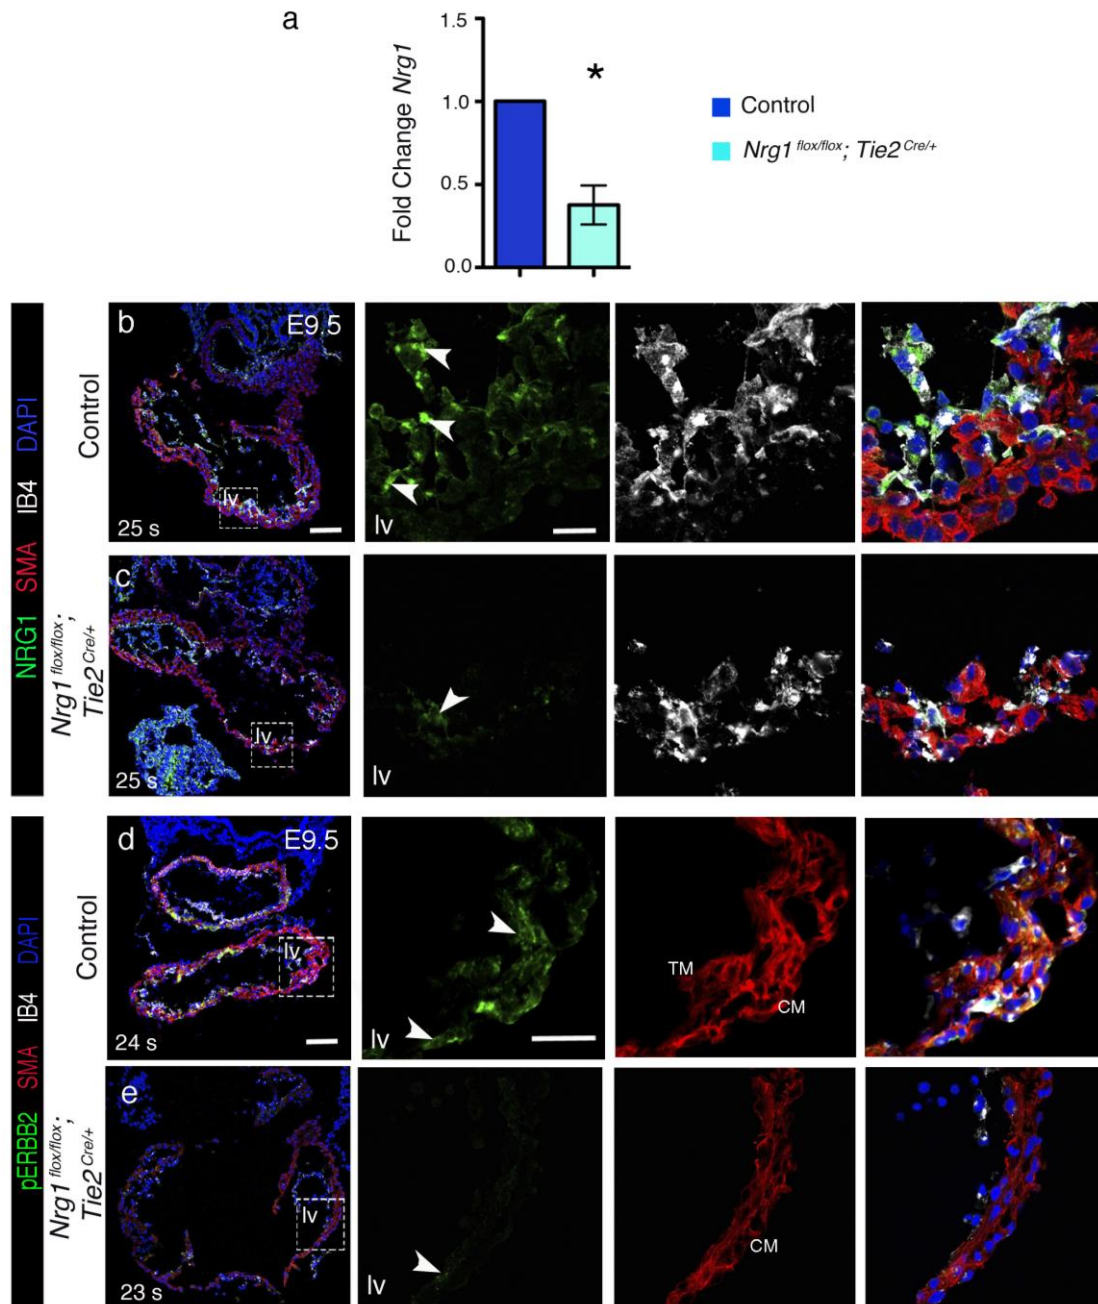 a
1.5
1.0
0.5
0.0
Fold Change Nrg1
*
Control
Nrg1 flox/flox; Tie2 Cre/+
NRG1 SMA IB4 DAPI
Control
b
E9.5
lv
25 s
lv
Nrg1 flox/flox;
Tie2 Cre/+
c
lv
25 s
lv
pERBB2 SMA IB4 DAPI
Control
d
E9.5
lv
24 s
lv
TM
CM
Nrg1 flox/flox;
Tie2 Cre/+
e
lv
23 s
lv
CM